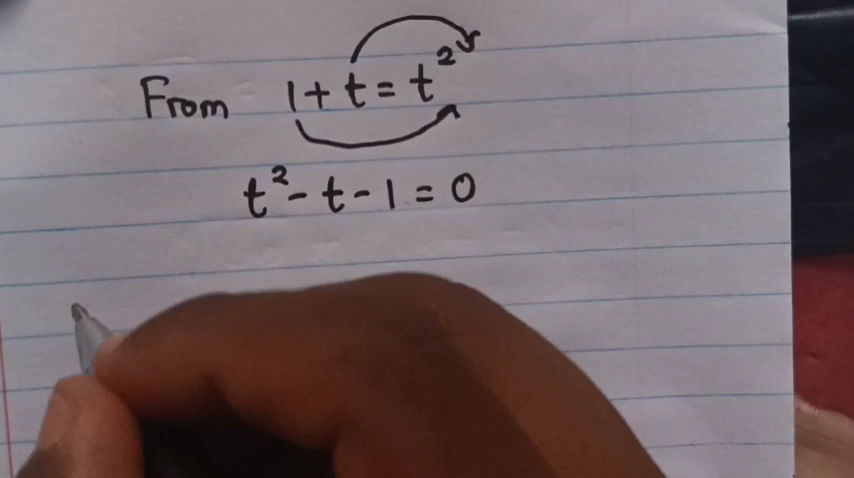 From 1 + t = t²
t² - t - 1 = 0